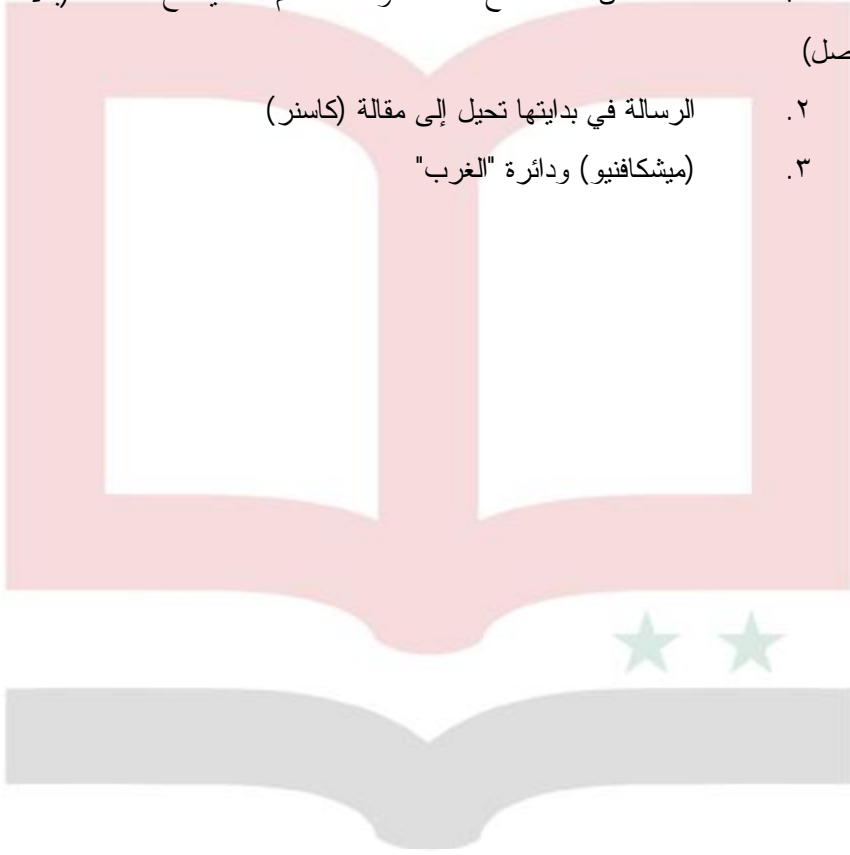 صل)
٢. الرسالة في بدايتها تحيل إلى مقالة (كاسنر)
٣. (ميشكافنيو) ودائرة "الغرب"